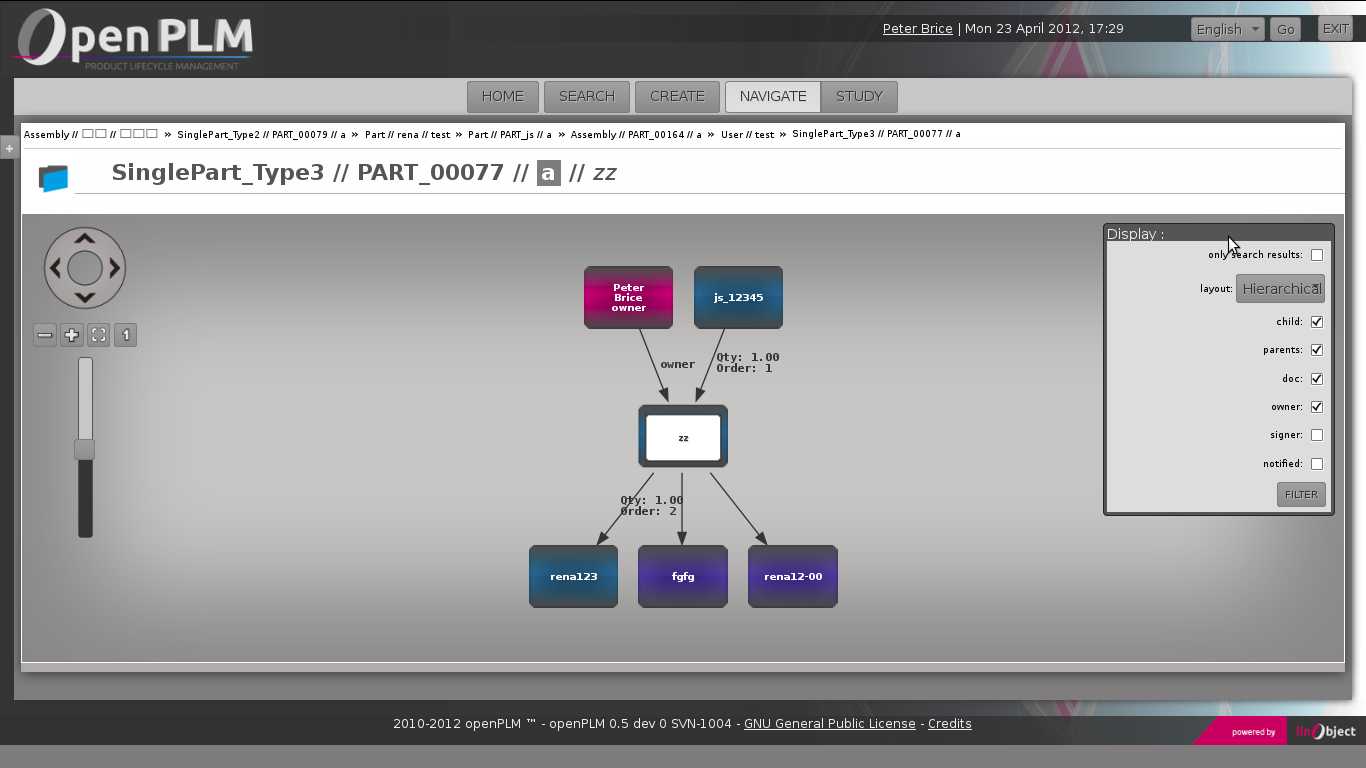 OpenPLM
PRODUCT LIFECYCLE MANAGEMENT
Peter Brice | Mon 23 April 2012, 17:29
English
Go
EXIT
HOME
SEARCH
CREATE
NAVIGATE
STUDY
Assembly // □□ // □□□ » SinglePart_Type2 // PART_00079 // a » Part // rena // test » Part // PART_js // a » Assembly // PART_00164 // a » User // test » SinglePart_Type3 // PART_00077 // a
+
SinglePart_Type3 // PART_00077 // a // zz
1
Peter
Brice
owner
js_12345
owner
Qty: 1.00
Order: 1
zz
Qty: 1.00
Order: 2
rena123
fgfg
rena12-00
Display :
only search results:
layout: Hierarchical
child:
parents:
doc:
owner:
signer:
notified:
FILTER
2010-2012 openPLM ™ - openPLM 0.5 dev 0 SVN-1004 - GNU General Public License - Credits
powered by
linObject